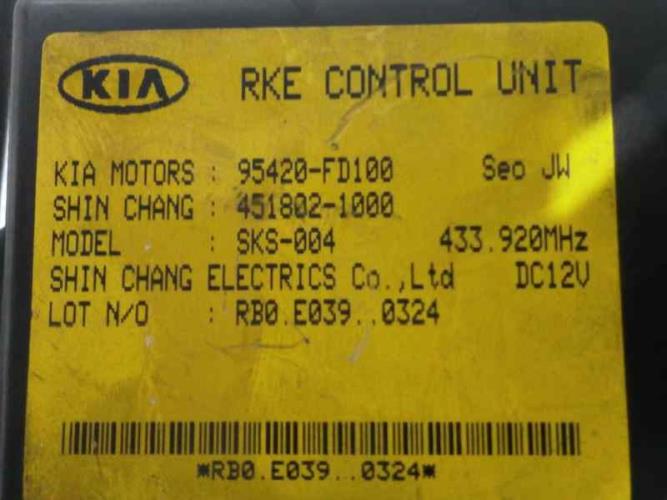 KIA RKE CONTROL UNIT
KIA MOTORS : 95420-FD100 Seo JW
SHIN CHANG : 451802-1000
MODEL : SKS-004 433.920MHz
SHIN CHANG ELECTRICS Co.,Ltd DC12V
LOT N/O : RB0.E039..0324
*RB0.E039..0324*